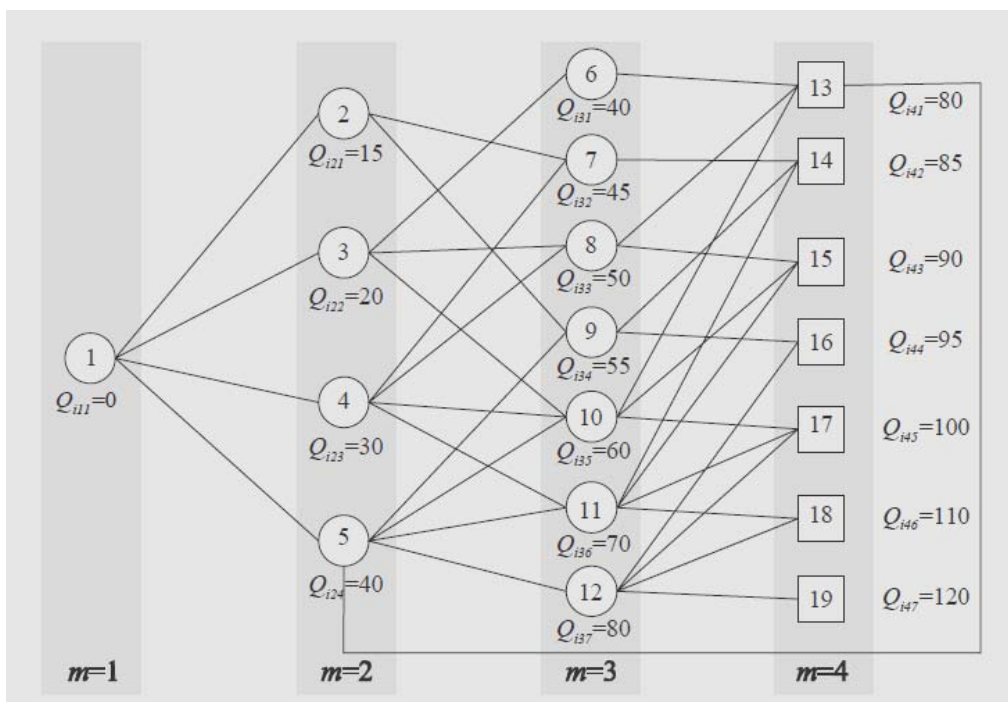 1
Q_{i11}=0
2
Q_{i21}=15
3
Q_{i22}=20
4
Q_{i23}=30
5
Q_{i24}=40
6
Q_{i31}=40
7
Q_{i32}=45
8
Q_{i33}=50
9
Q_{i34}=55
10
Q_{i35}=60
11
Q_{i36}=70
12
Q_{i37}=80
13
Q_{i41}=80
14
Q_{i42}=85
15
Q_{i43}=90
16
Q_{i44}=95
17
Q_{i45}=100
18
Q_{i46}=110
19
Q_{i47}=120
m=1
m=2
m=3
m=4